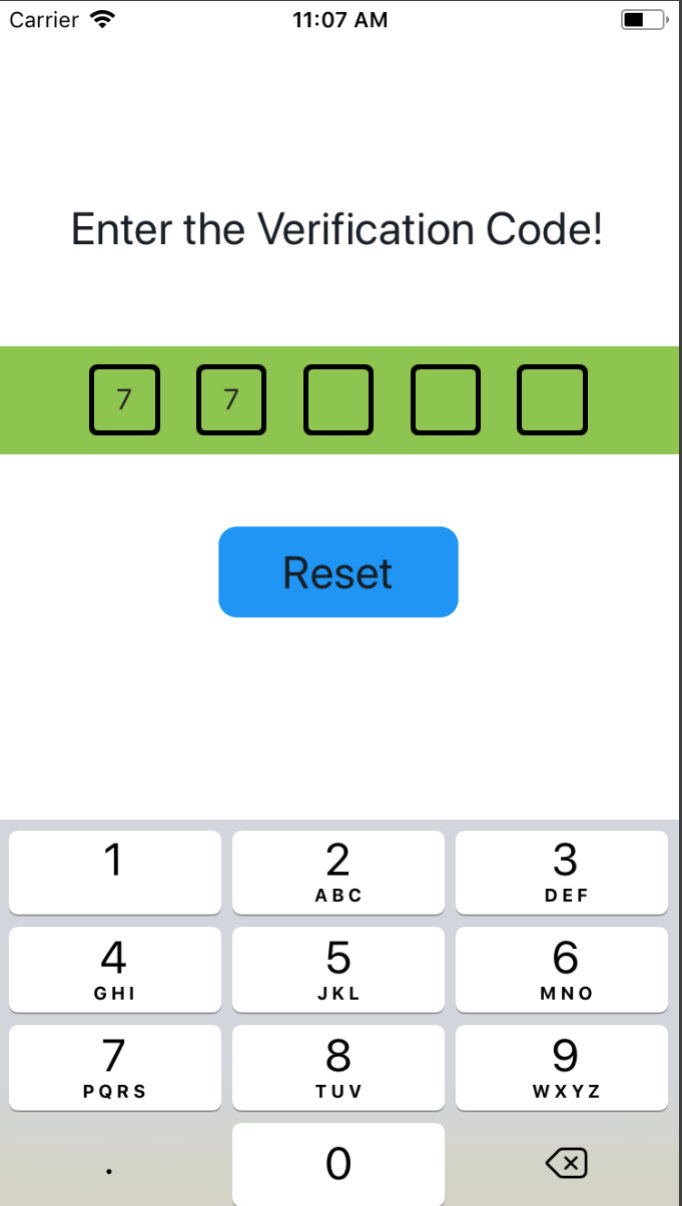 Carrier 11:07 AM
Enter the Verification Code!
7 7
Reset
1 2 3
ABC DEF
4 5 6
GHI JKL MNO
7 8 9
PQRS TUV WXYZ
. 0